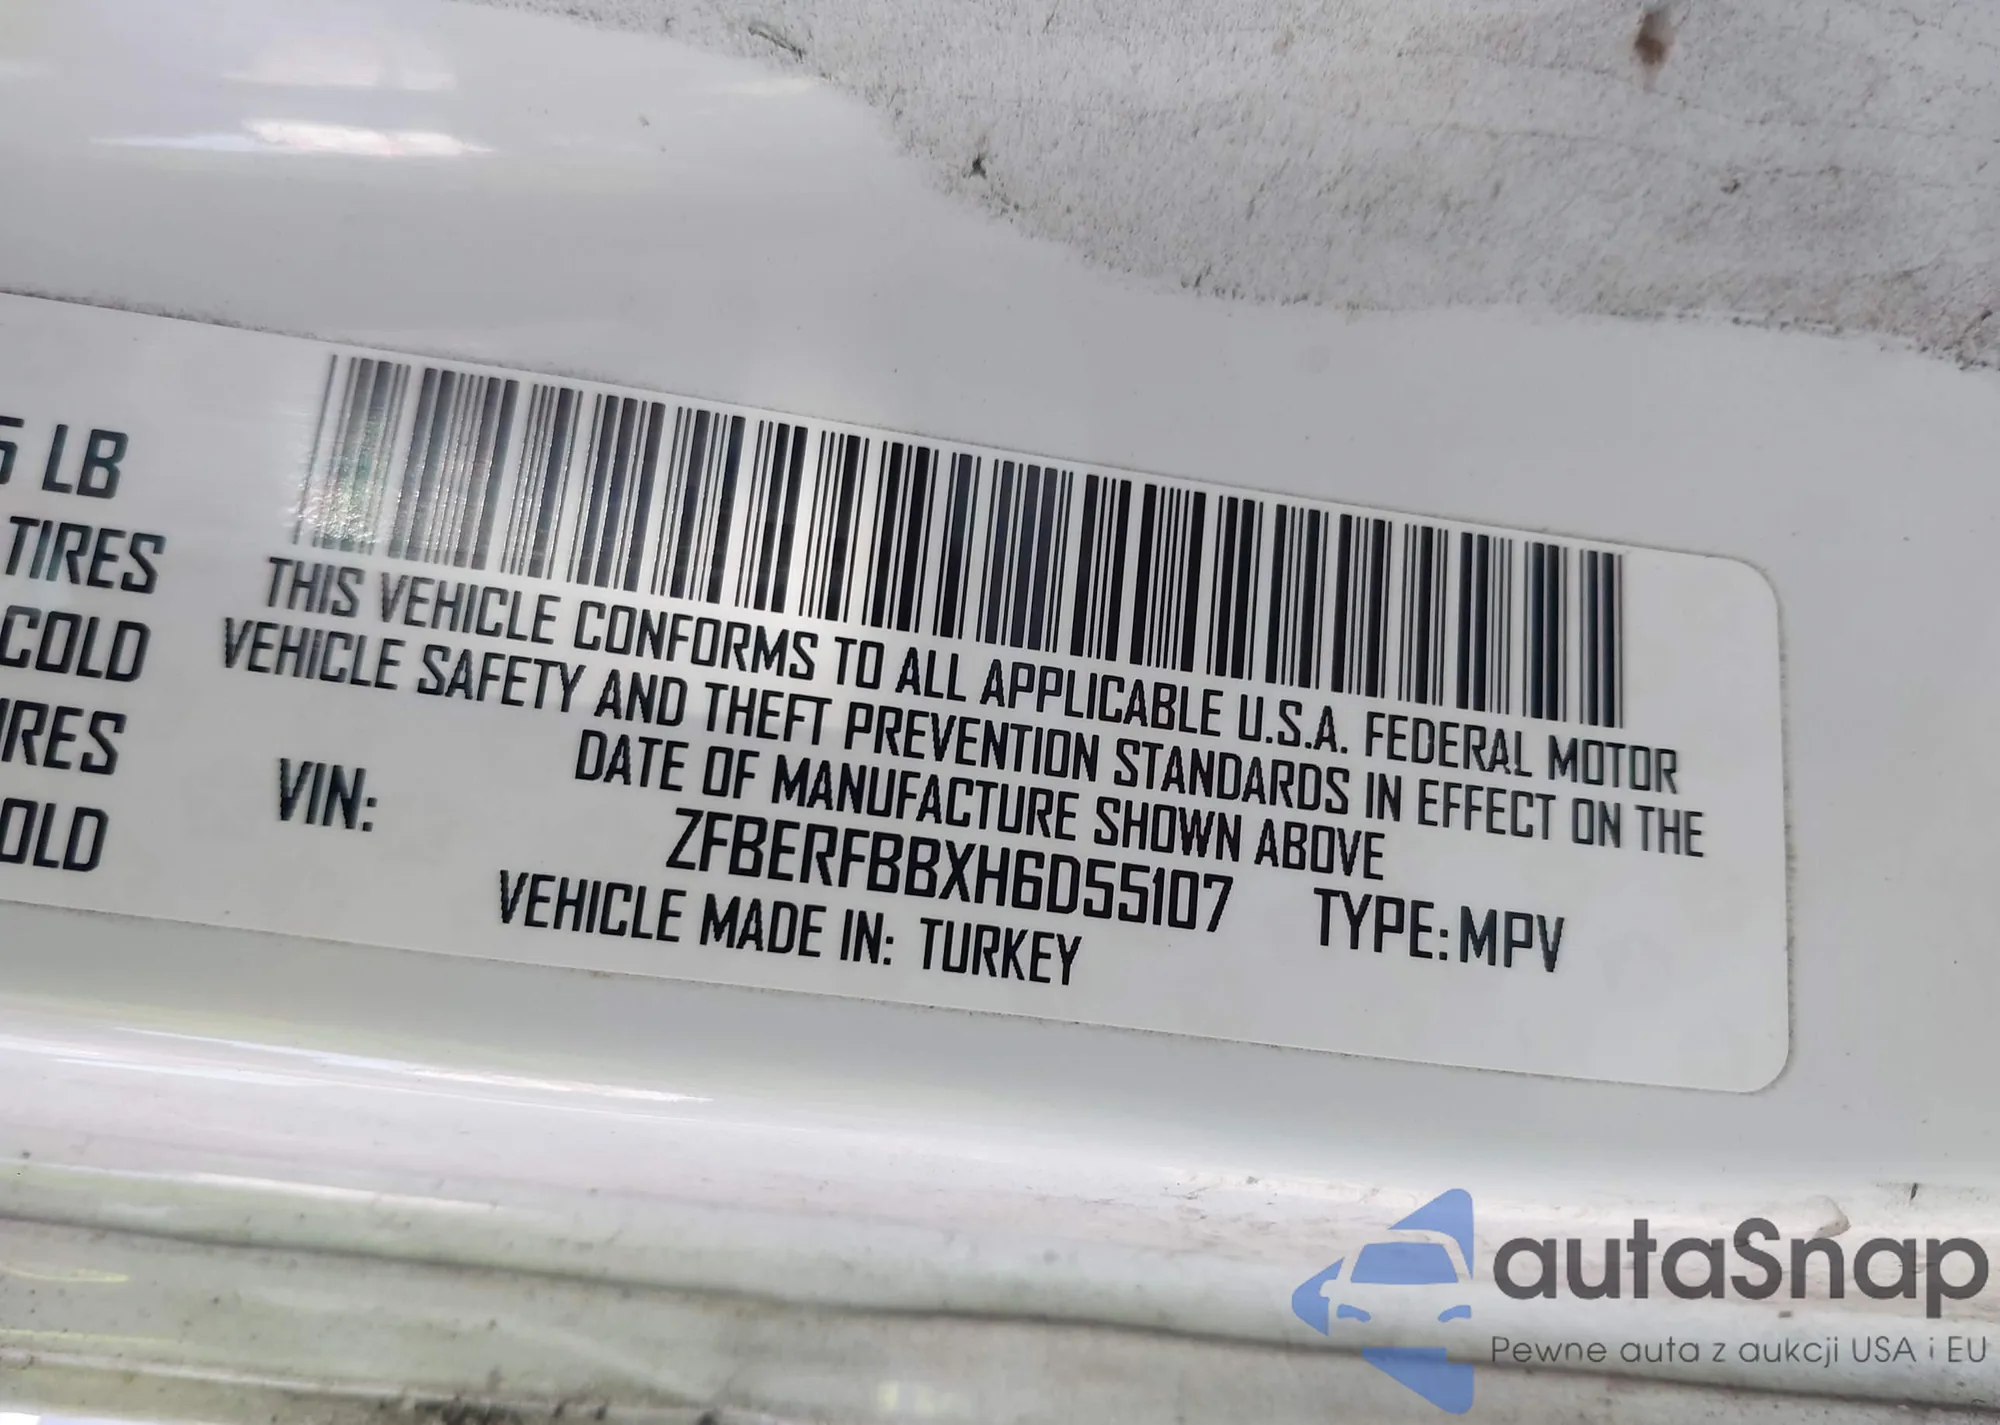 5 LB
TIRES
COLD
IRES
OLD
THIS VEHICLE CONFORMS TO ALL APPLICABLE U.S.A. FEDERAL MOTOR
VEHICLE SAFETY AND THEFT PREVENTION STANDARDS IN EFFECT ON THE
DATE OF MANUFACTURE SHOWN ABOVE
VIN: ZFBERFBBXH6D55107 TYPE: MPV
VEHICLE MADE IN: TURKEY
autaSnap
Pewne auta z aukcji USA i EU